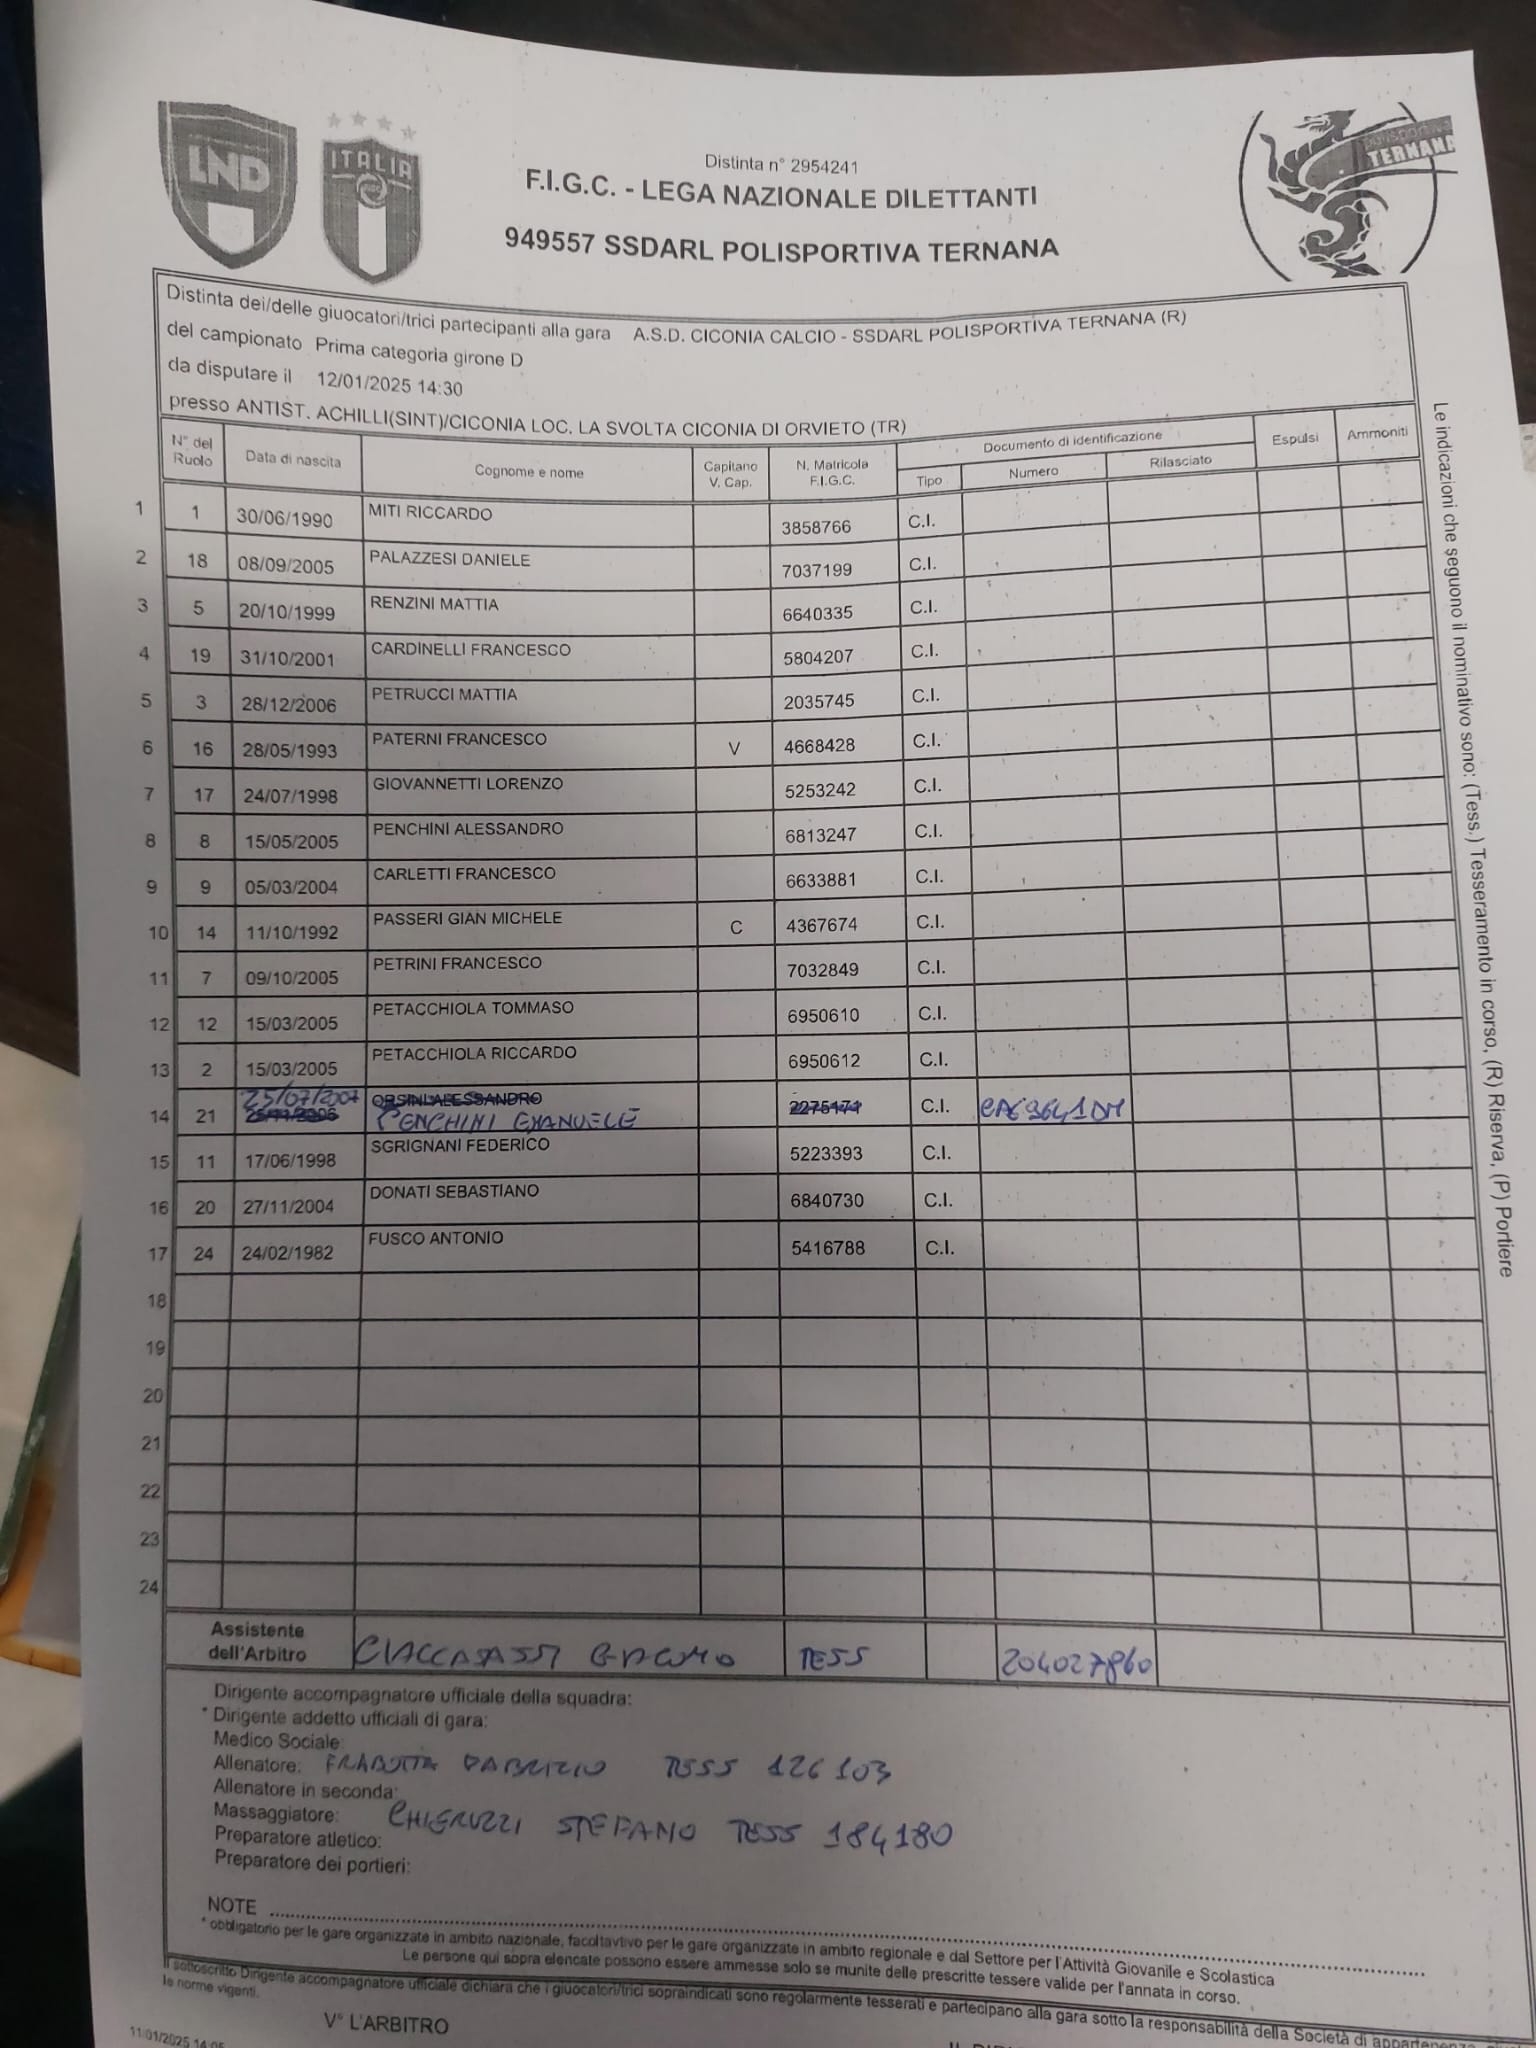 LND
ITALIA
POLISPORTIVA
TERNANA
Distinta n° 2954241
F.I.G.C. - LEGA NAZIONALE DILETTANTI
949557 SSDARL POLISPORTIVA TERNANA
Distinta dei/delle giuocatori/trici partecipanti alla gara A.S.D. CICONIA CALCIO - SSDARL POLISPORTIVA TERNANA (R)
del campionato Prima categoria girone D
da disputare il 12/01/2025 14:30
presso ANTIST. ACHILLI(SINT)/CICONIA LOC. LA SVOLTA CICONIA DI ORVIETO (TR)
N° del Ruolo Data di nascita Cognome e nome Capitano V. Cap. N. Matricola F.I.G.C. Documento di identificazione Espulsi Ammoniti
Tipo Numero Rilasciato
1 1 30/06/1990 MITI RICCARDO 3858766 C.I.
2 18 08/09/2005 PALAZZESI DANIELE 7037199 C.I.
3 5 20/10/1999 RENZINI MATTIA 6640335 C.I.
4 19 31/10/2001 CARDINELLI FRANCESCO 5804207 C.I.
5 3 28/12/2006 PETRUCCI MATTIA 2035745 C.I.
6 16 28/05/1993 PATERNI FRANCESCO V 4668428 C.I.
7 17 24/07/1998 GIOVANNETTI LORENZO 5253242 C.I.
8 8 15/05/2005 PENCHINI ALESSANDRO 6813247 C.I.
9 9 05/03/2004 CARLETTI FRANCESCO 6633881 C.I.
10 14 11/10/1992 PASSERI GIAN MICHELE C 4367674 C.I.
11 7 09/10/2005 PETRINI FRANCESCO 7032849 C.I.
12 12 15/03/2005 PETACCHIOLA TOMMASO 6950610 C.I.
13 2 15/03/2005 PETACCHIOLA RICCARDO 6950612 C.I.
25/07/2007 ORSINI ALESSANDRO
14 21 PENCHINI EMANUELE 2275171 C.I.
15 11 17/06/1998 SGRIGNANI FEDERICO 5223393 C.I.
16 20 27/11/2004 DONATI SEBASTIANO 6840730 C.I.
17 24 24/02/1982 FUSCO ANTONIO 5416788 C.I.
18
19
20
21
22
23
24
Assistente
dell'Arbitro TESS 204027860
Dirigente accompagnatore ufficiale della squadra:
* Dirigente addetto ufficiali di gara:
Medico Sociale:
Allenatore: TESS 126103
Allenatore in seconda:
Massaggiatore: CHIERUZZI STEFANO TESS 184180
Preparatore atletico:
Preparatore dei portieri:
NOTE
* obbligatorio per le gare organizzate in ambito nazionale, facoltavtivo per le gare organizzate in ambito regionale e dal Settore per l'Attività Giovanile e Scolastica
Le persone qui sopra elencate possono essere ammesse solo se munite delle prescritte tessere valide per l'annata in corso.
Il sottoscritto Dirigente accompagnatore ufficiale dichiara che i giuocatori/trici sopraindicati sono regolarmente tesserati e partecipano alla gara sotto la responsabilità della Società di appartenenza,
le norme vigenti.
V° L'ARBITRO
11/01/2025 14:05
Le indicazioni che seguono il nominativo sono: (Tess.) Tesseramento in corso, (R) Riserva, (P) Portiere